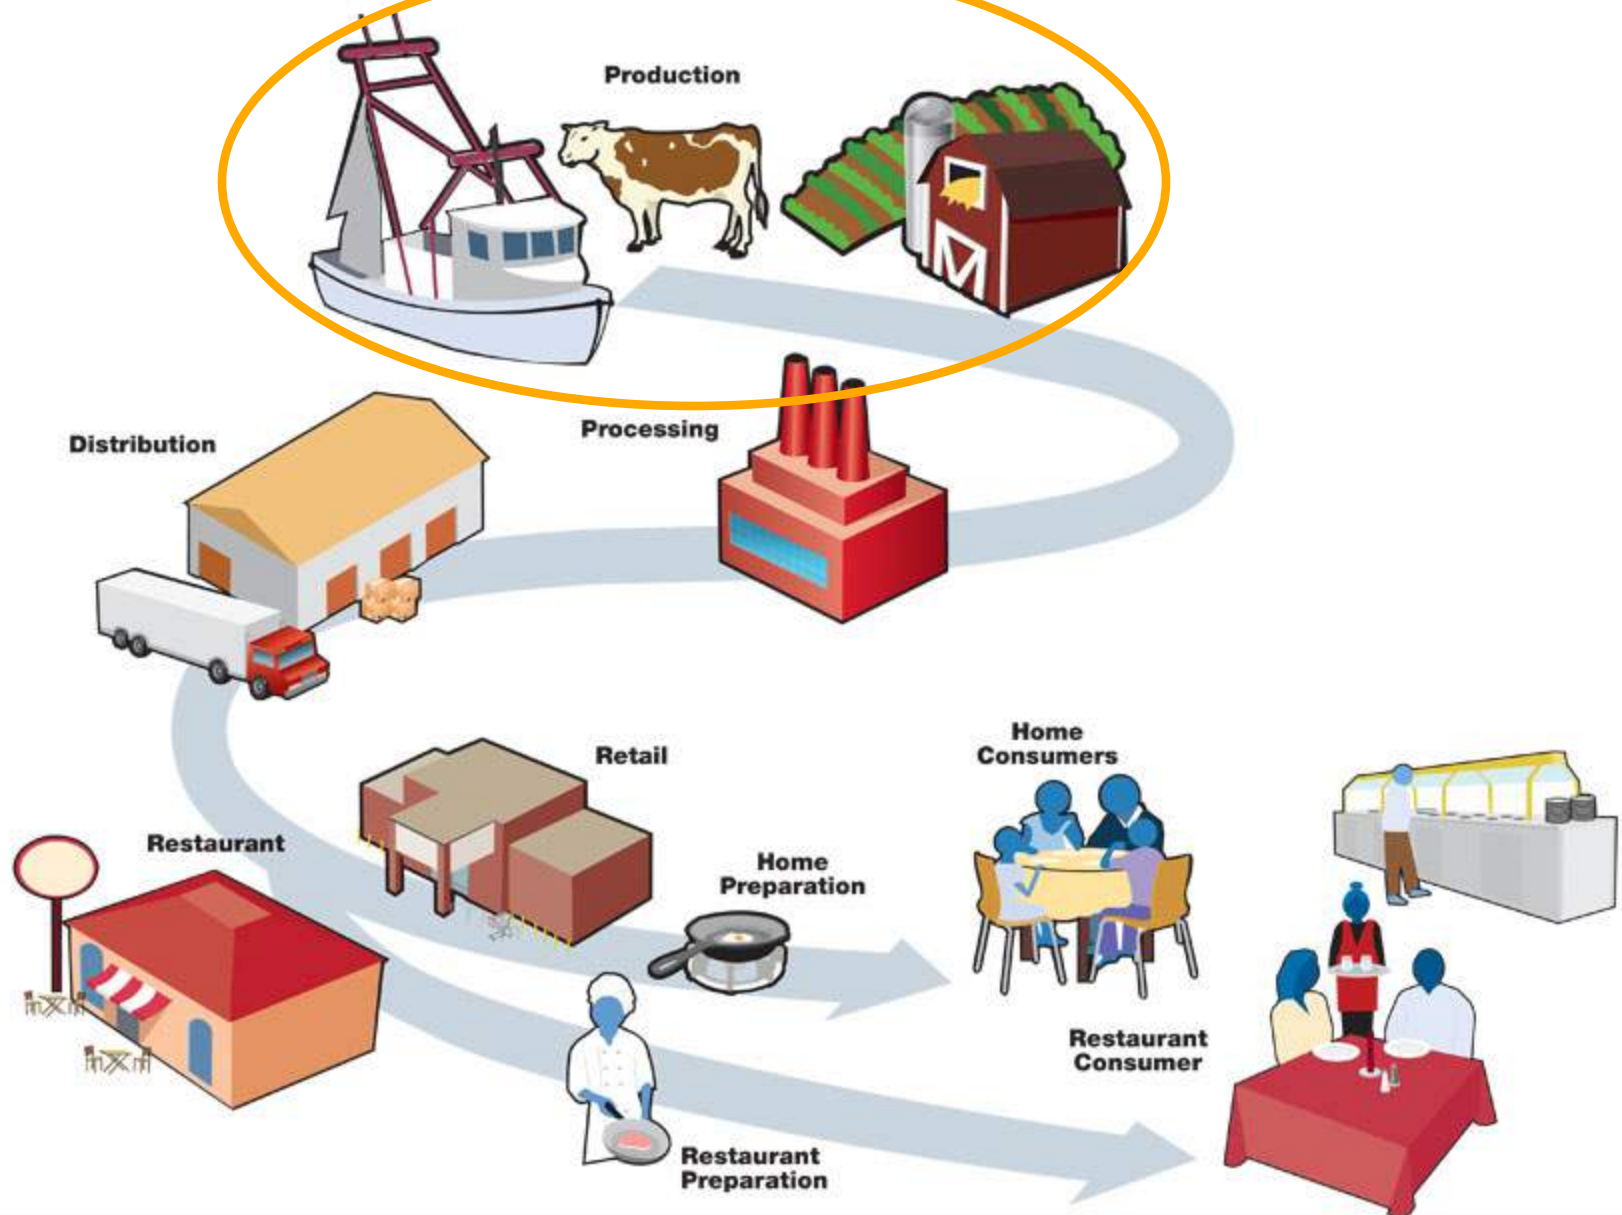 Production
Processing
Distribution
Retail
Home
Consumers
Restaurant
Home
Preparation
Restaurant
Consumer
Restaurant
Preparation